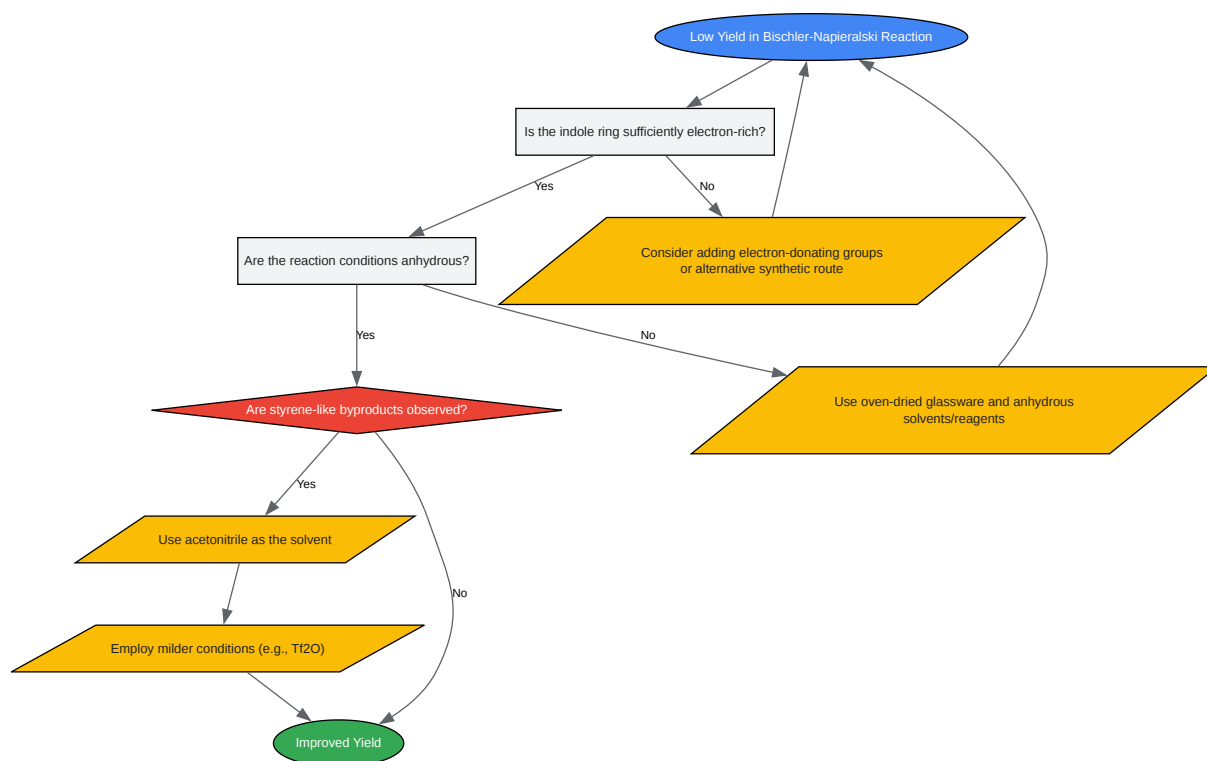 Low Yield in Bischler-Napieralski Reaction
Is the indole ring sufficiently electron-rich?
Yes
No
Are the reaction conditions anhydrous?
Consider adding electron-donating groups
or alternative synthetic route
Yes
No
Are styrene-like byproducts observed?
Use oven-dried glassware and anhydrous
solvents/reagents
Yes
Use acetonitrile as the solvent
No
Employ milder conditions (e.g., Tf2O)
Improved Yield